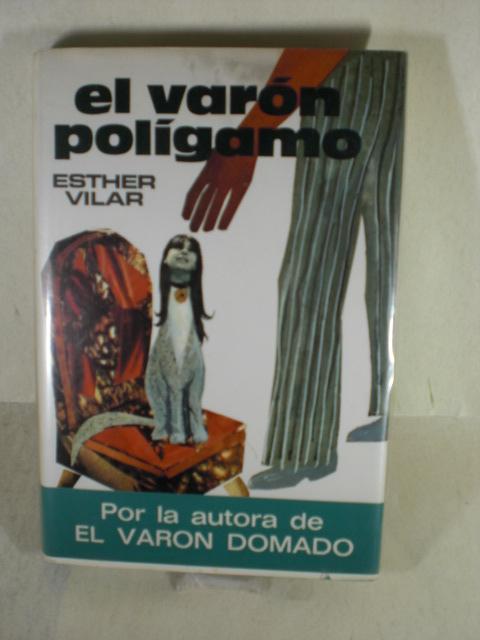 el varón
polígamo
ESTHER
VILAR
Por la autora de
EL VARON DOMADO